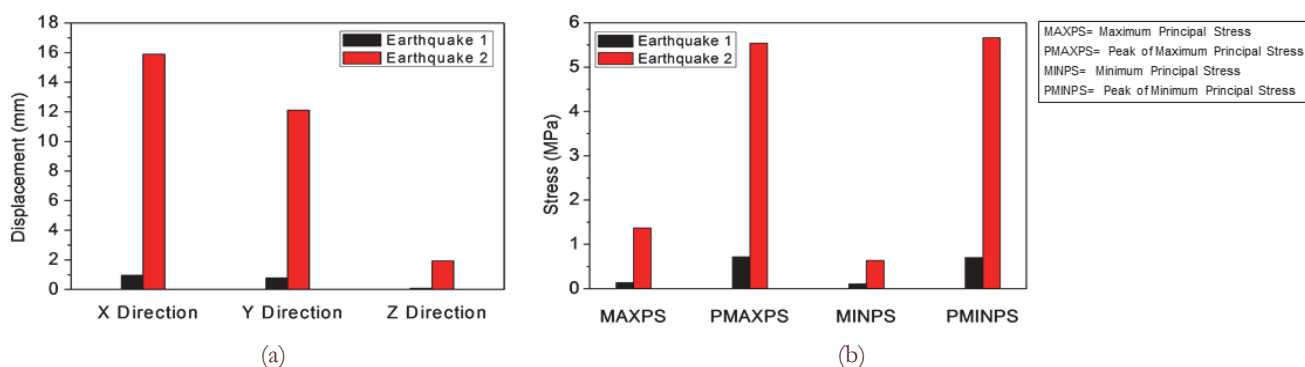 18
16
14
12
10
8
6
4
2
0
Displacement (mm)
Earthquake 1
Earthquake 2
X Direction
Y Direction
Z Direction
(a)
6
5
3
2
1
0
Stress (MPa)
Earthquake 1
Earthquake 2
MAXPS
PMAXPS
MINPS
PMINPS
(b)
MAXPS= Maximum Principal Stress
PMAXPS= Peak of Maximum Principal Stress
MINPS= Minimum Principal Stress
PMINPS= Peak of Minimum Principal Stress